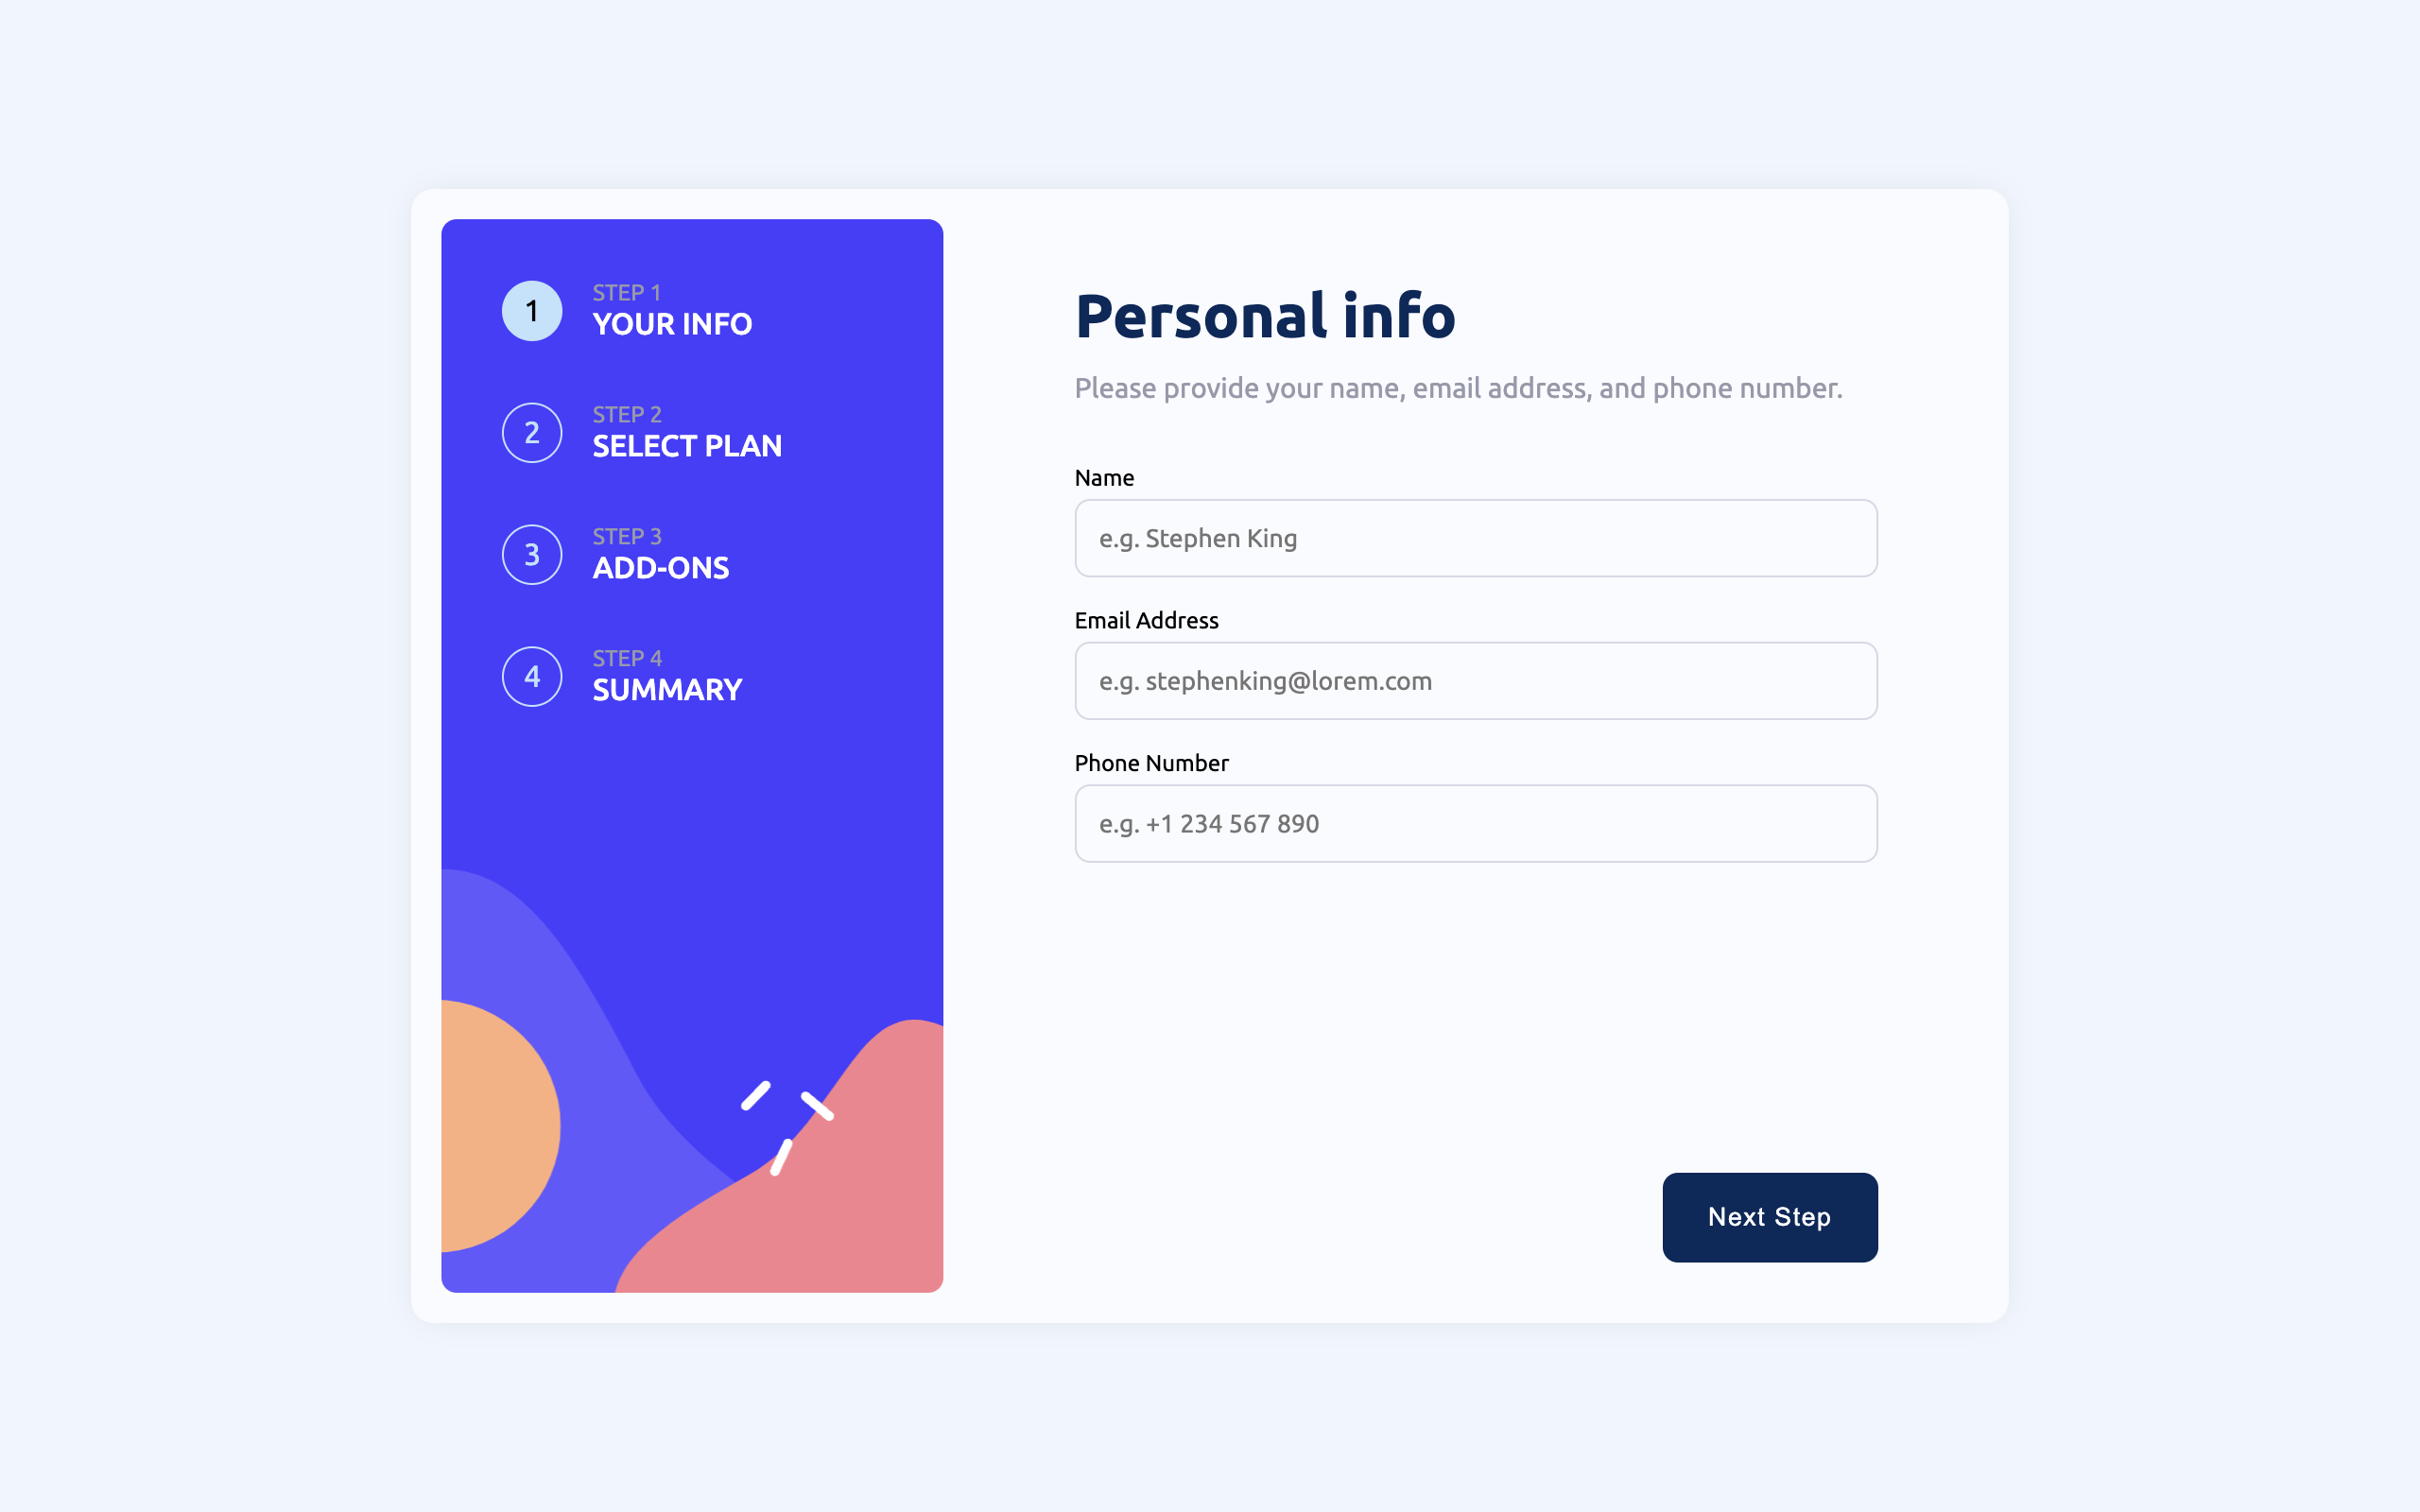 1
STEP 1
YOUR INFO
2
STEP 2
SELECT PLAN
3
STEP 3
ADD-ONS
4
STEP 4
SUMMARY
Personal info
Please provide your name, email address, and phone number.
Name
e.g. Stephen King
Email Address
e.g. stephenking@lorem.com
Phone Number
e.g. +1 234 567 890
Next Step